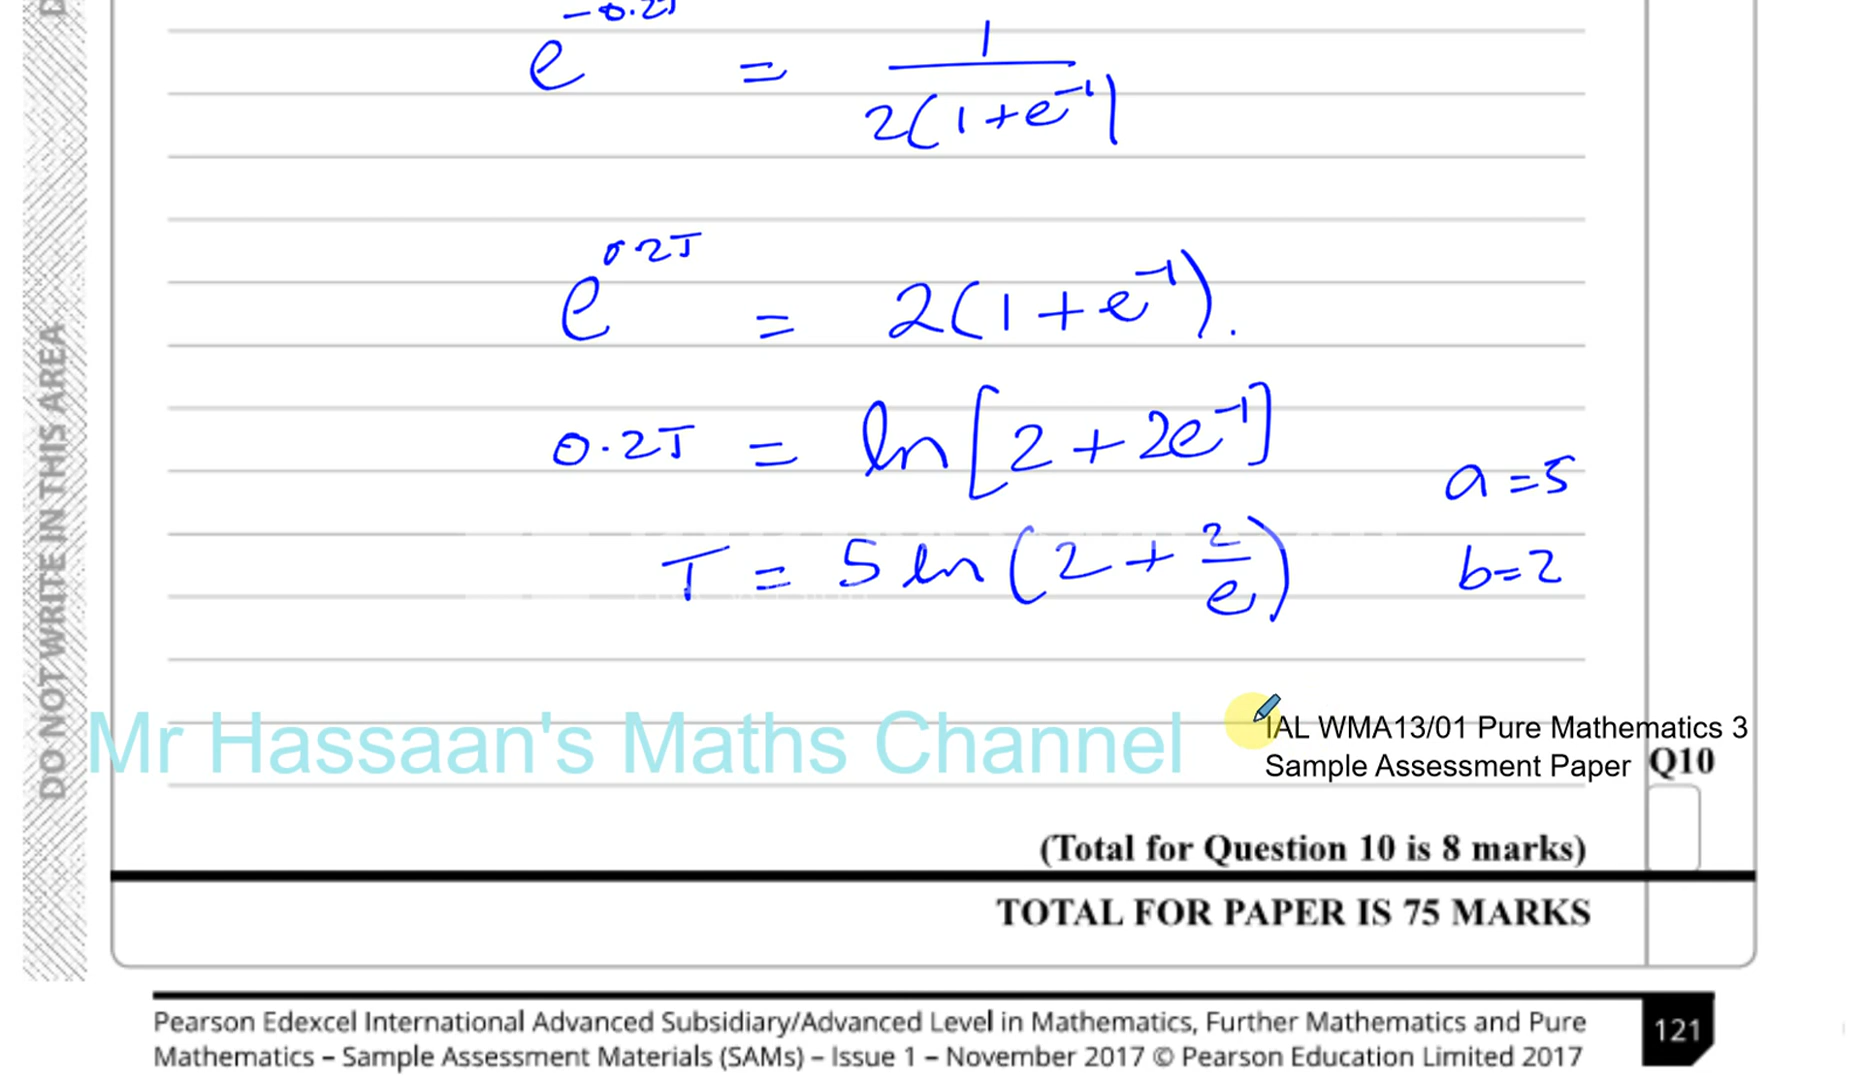 e^{-0.2T} = \frac{1}{2(1+e^{-1})}
e^{0.2T} = 2(1+e^{-1}).
0.2T = ln[2+2e^{-1}]
a=5
T = 5 ln(2+\frac{2}{e})
b=2
DO NOT WRITE IN THIS AREA
Mr Hassaan's Maths Channel
IAL WMA13/01 Pure Mathematics 3
Sample Assessment Paper
Q10
(Total for Question 10 is 8 marks)
TOTAL FOR PAPER IS 75 MARKS
Pearson Edexcel International Advanced Subsidiary/Advanced Level in Mathematics, Further Mathematics and Pure
Mathematics – Sample Assessment Materials (SAMs) – Issue 1 – November 2017 © Pearson Education Limited 2017
121